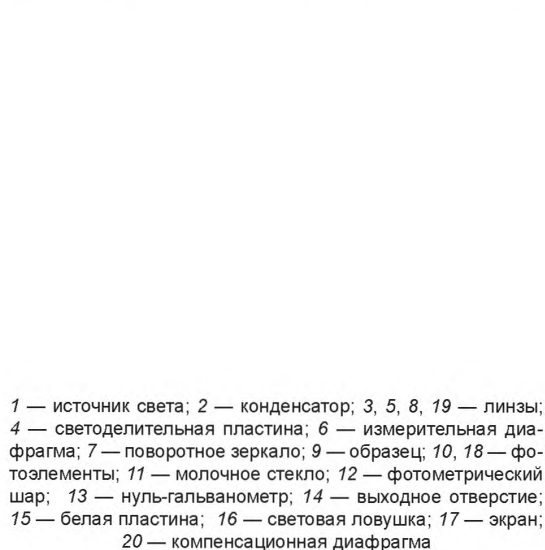 1 — источник света; 2 — конденсатор; 3, 5, 8, 19 — линзы;
4 — светоделительная пластина; 6 — измерительная диа-
фрагма; 7 — поворотное зеркало; 9 — образец; 10, 18 — фо-
тоэлементы; 11 — молочное стекло; 12 — фотометрический
шар; 13 — нуль-гальванометр; 14 — выходное отверстие;
15 — белая пластина; 16 — световая ловушка; 17 — экран;
20 — компенсационная диафрагма